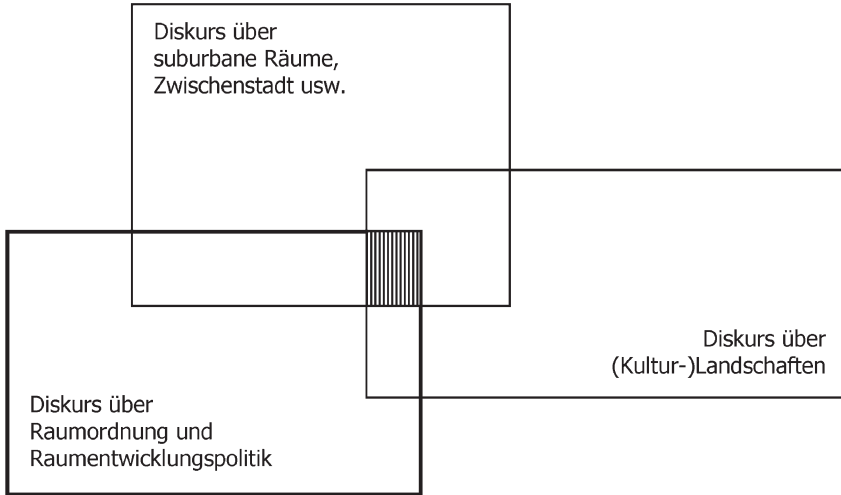 Diskurs über
suburbane Räume,
Zwischenstadt usw.
Diskurs über
(Kultur-)Landschaften
Diskurs über
Raumordnung und
Raumentwicklungspolitik